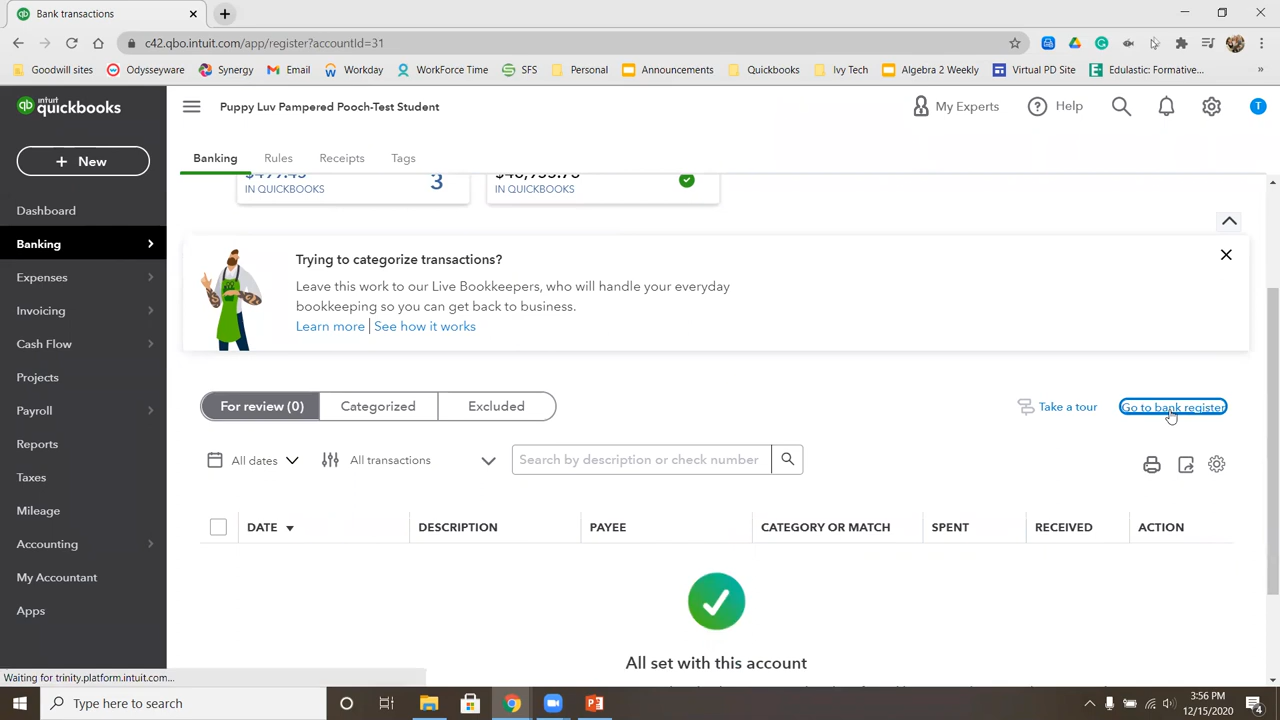 Bank transactions
c42.qbo.intuit.com/app/register?accountId=31
Goodwill sites
Odysseyware
Synergy
Email
Workday
WorkForce Time
SFS
Personal
Announcements
Quickbooks
Ivy Tech
Algebra 2 Weekly
Virtual PD Site
Edulastic: Formative...
intuit quickbooks
Puppy Luv Pampered Pooch-Test Student
My Experts
Help
T
+ New
Banking
Rules
Receipts
Tags
Dashboard
Banking
Expenses
Invoicing
Cash Flow
Projects
Payroll
Reports
Taxes
Mileage
Accounting
My Accountant
Apps
IN QUICKBOOKS
3
IN QUICKBOOKS
Trying to categorize transactions?
Leave this work to our Live Bookkeepers, who will handle your everyday
bookkeeping so you can get back to business.
Learn more | See how it works
For review (0)
Categorized
Excluded
Take a tour
Go to bank register
All dates
All transactions
Search by description or check number
DATE
DESCRIPTION
PAYEE
CATEGORY OR MATCH
SPENT
RECEIVED
ACTION
All set with this account
Waiting for trinity.platform.intuit.com...
Type here to search
3:56 PM
12/15/2020
4